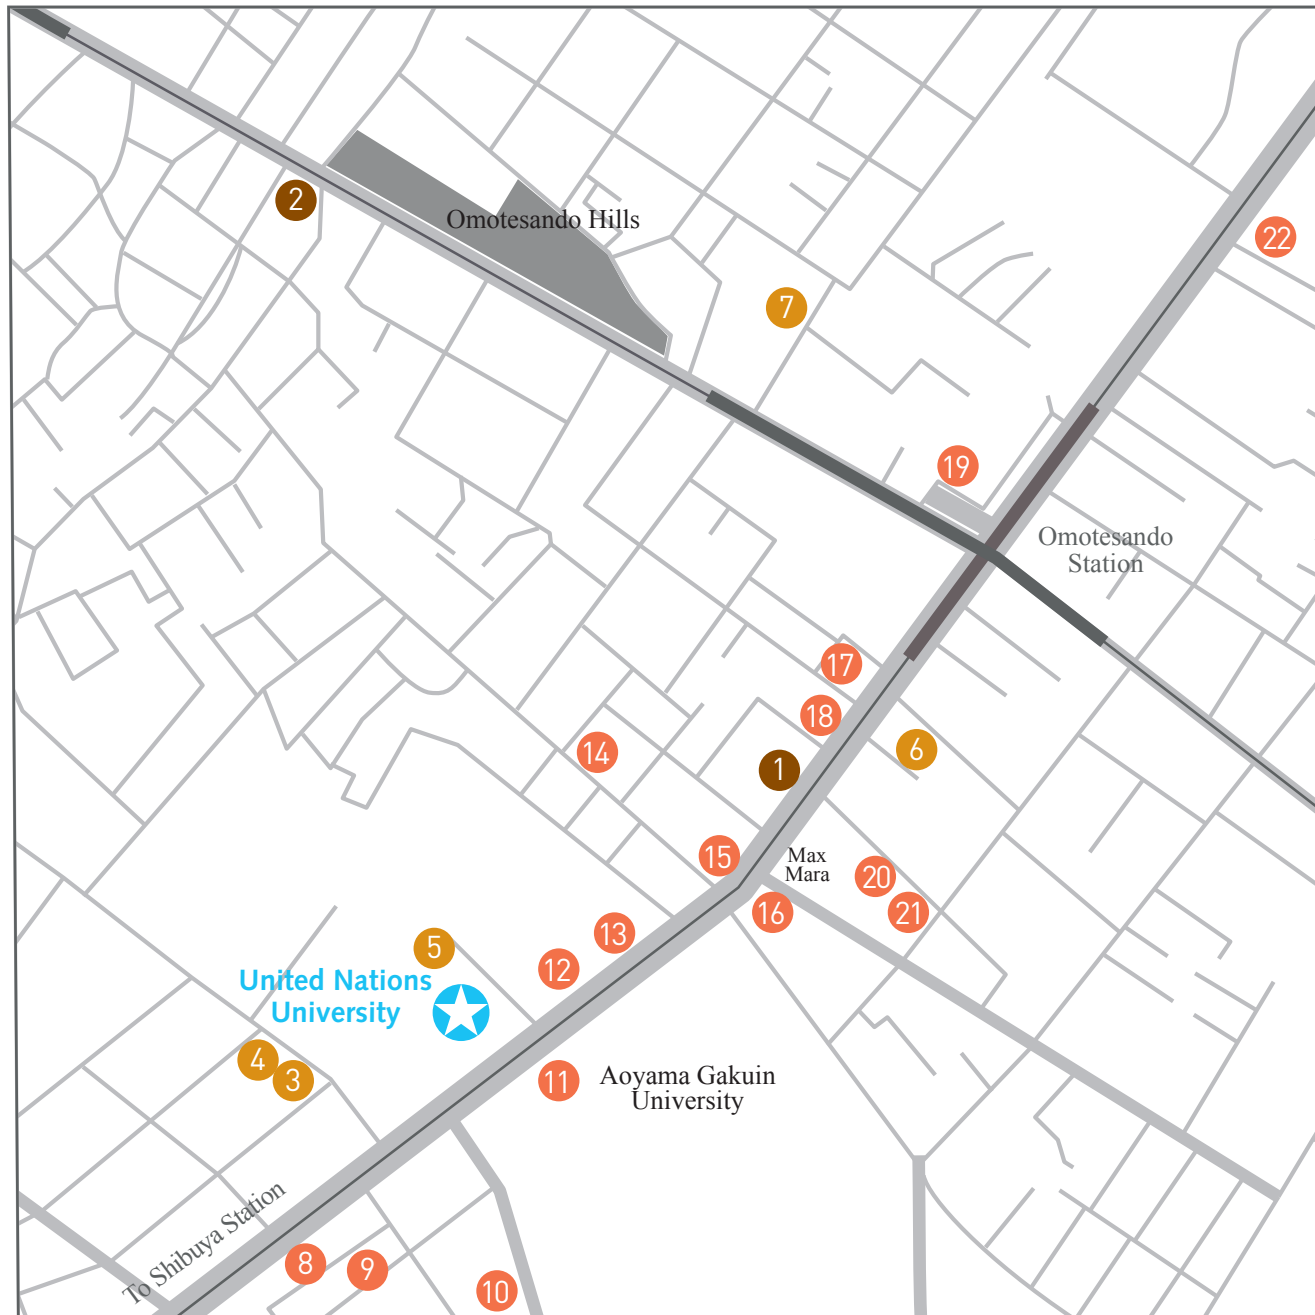 2
Omotesando Hills
22
7
19
Omotesando
Station
17
18
6
14
1
15
Max
Mara
20
16
21
13
5
12
United Nations
University
4
3
11
Aoyama Gakuin
University
To Shibuya Station
8
9
10